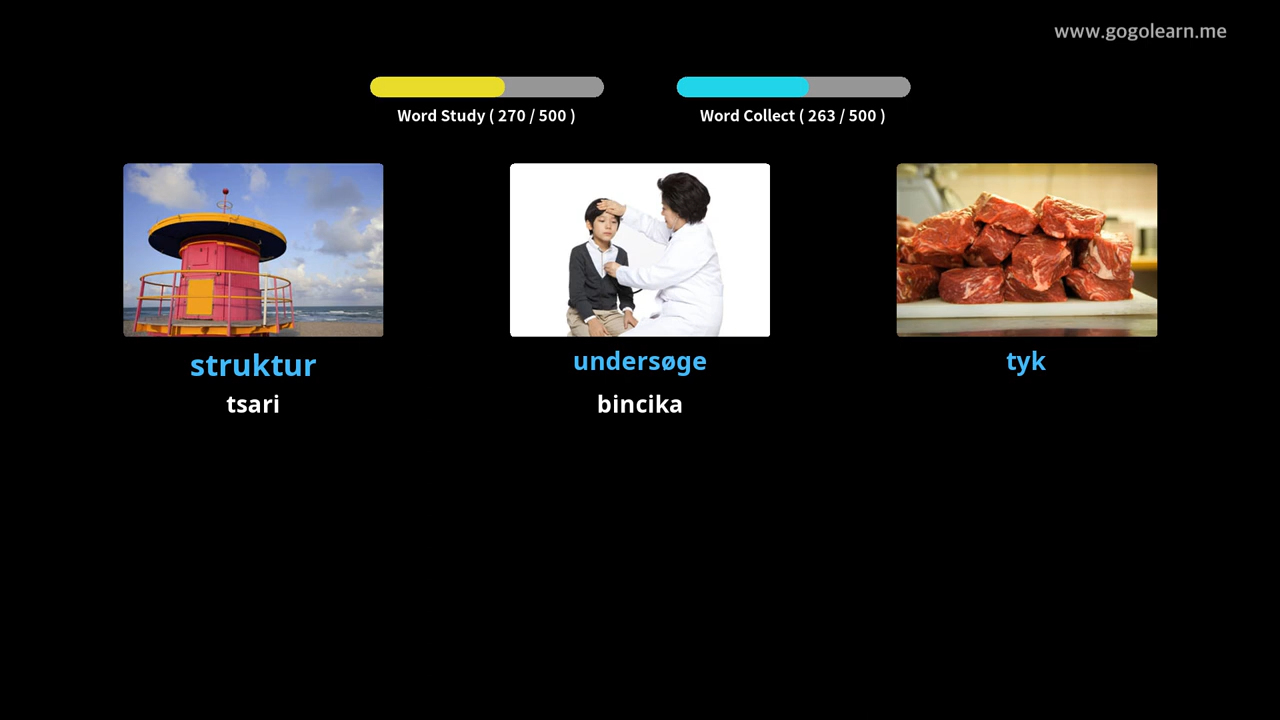 www.gogolearn.me
Word Study ( 270 / 500 )
Word Collect ( 263 / 500 )
struktur
tsari
undersøge
bincika
tyk